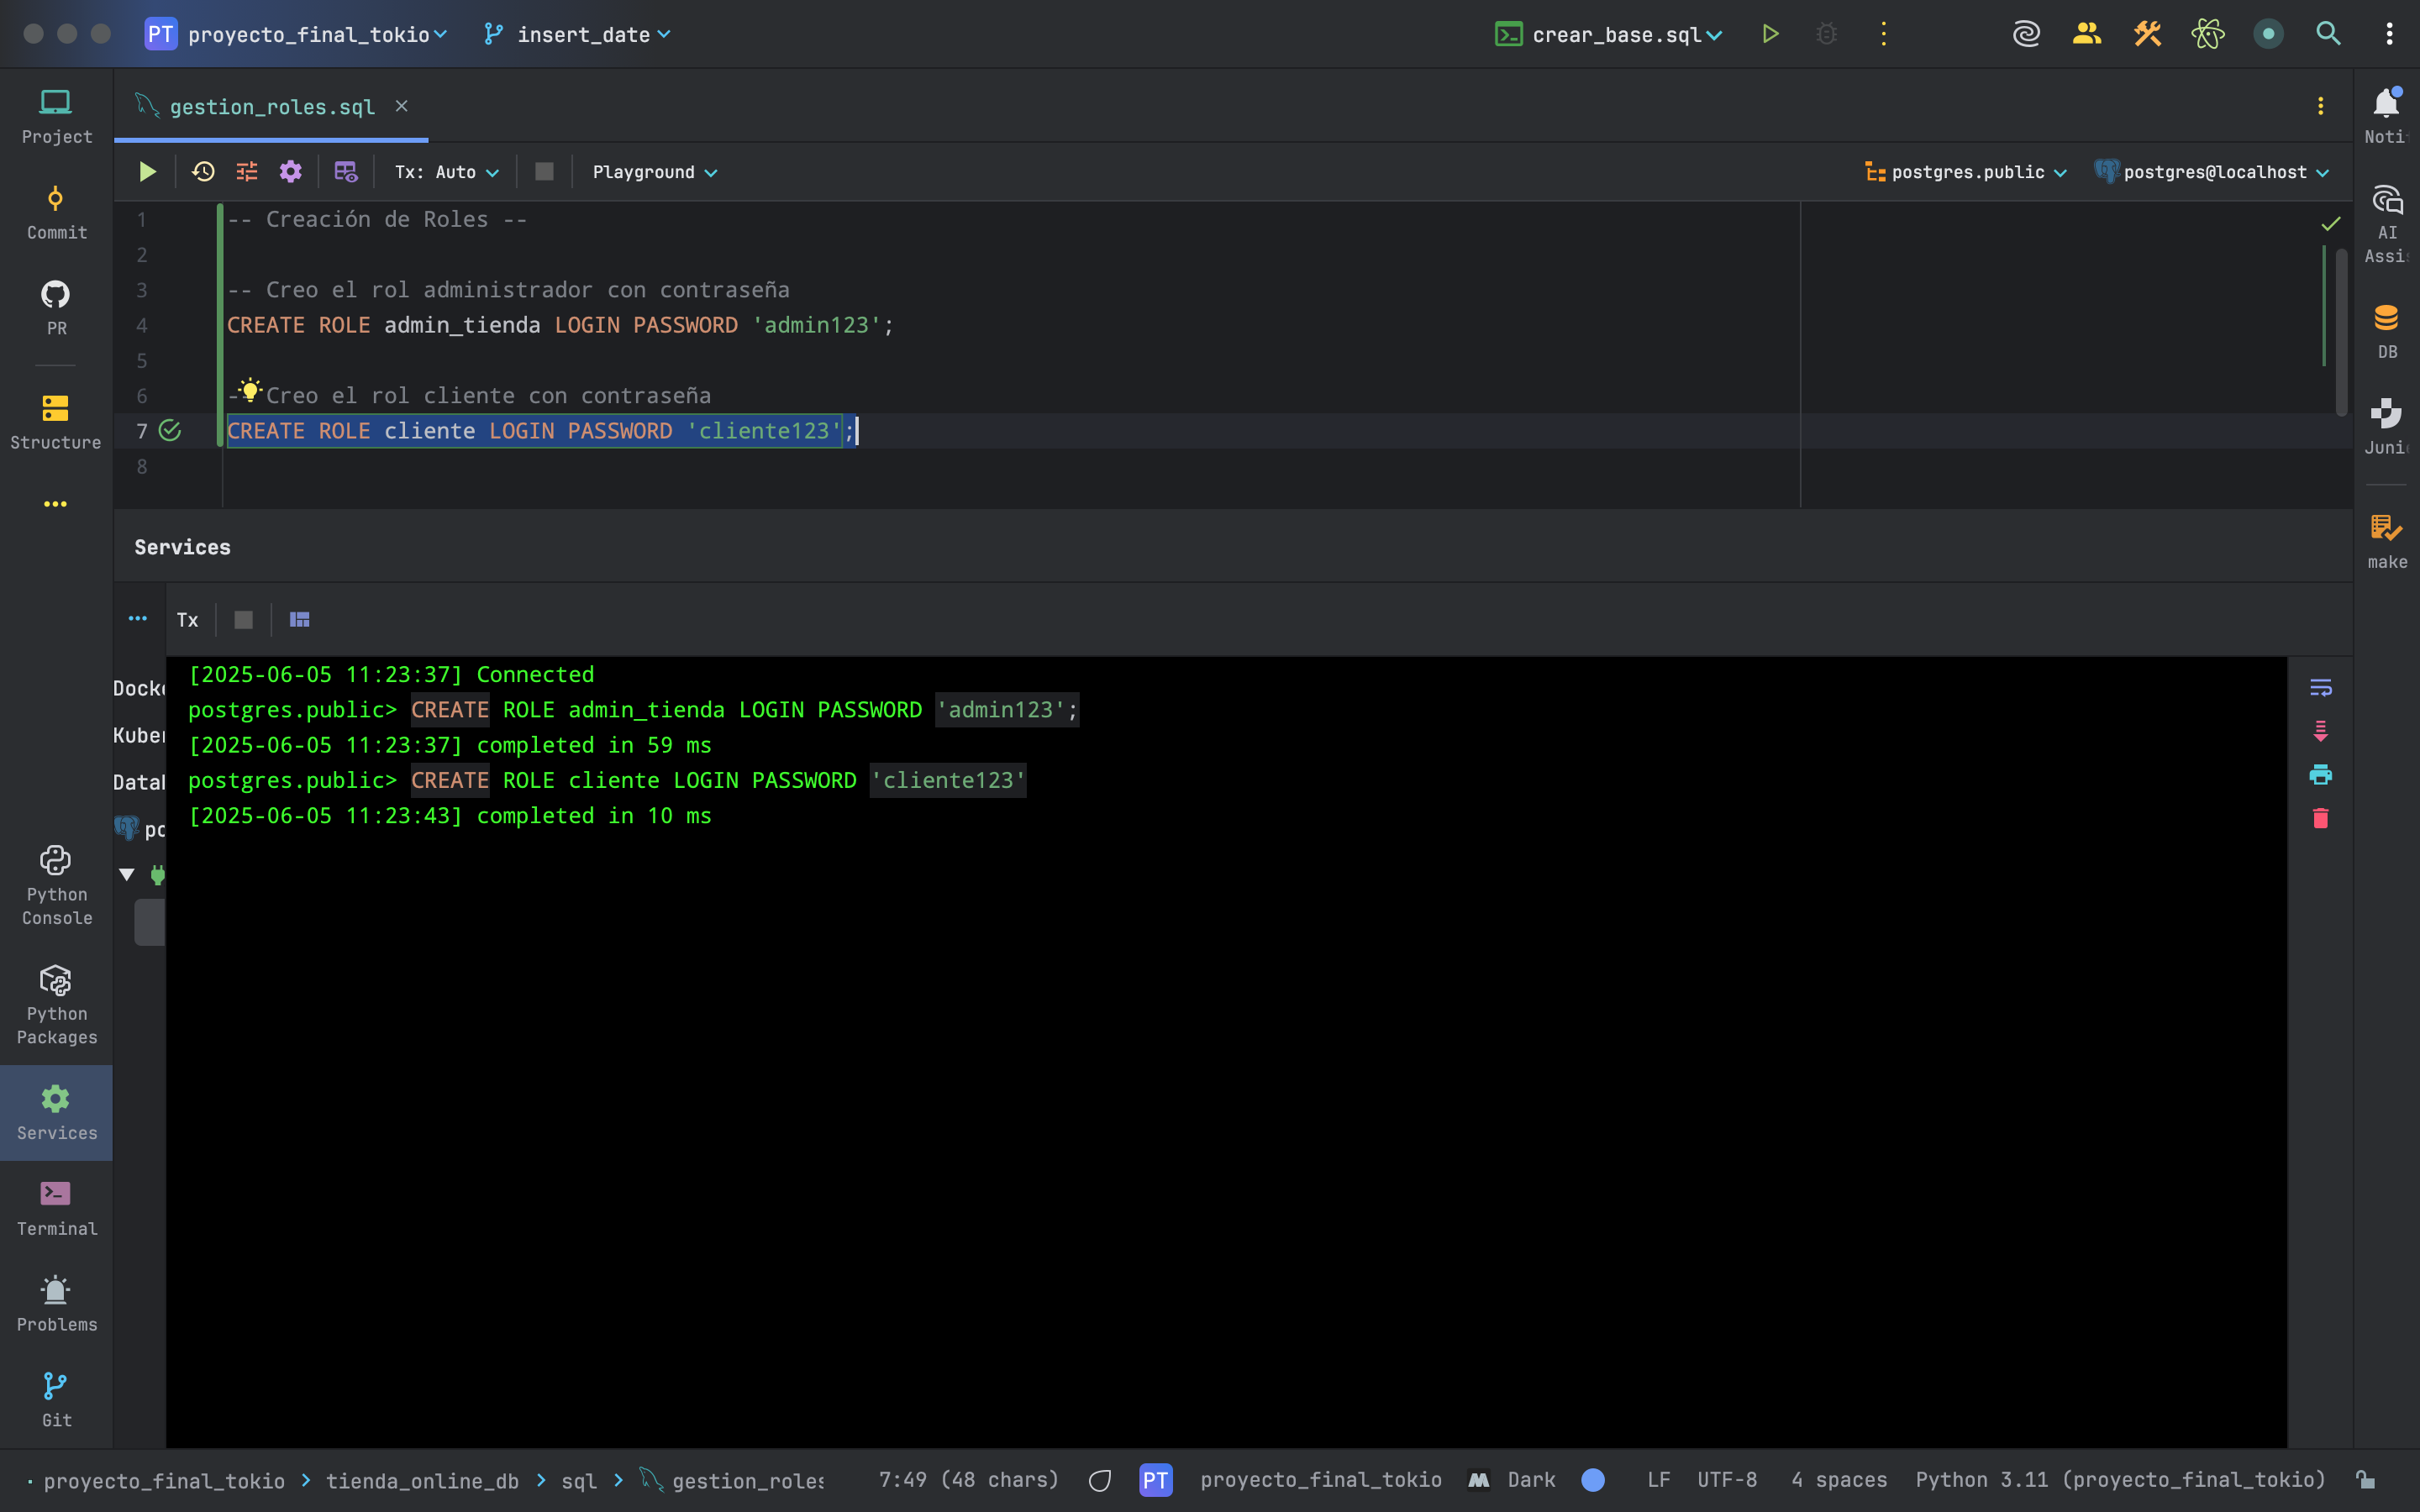 PT proyecto_final_tokio insert_date crear_base.sql
Project
Commit
PR
Structure
gestion_roles.sql
Tx: Auto Playground postgres.public postgres@localhost
1 -- Creación de Roles --
2
3 -- Creo el rol administrador con contraseña
4 CREATE ROLE admin_tienda LOGIN PASSWORD 'admin123';
5
6 -- Creo el rol cliente con contraseña
7 CREATE ROLE cliente LOGIN PASSWORD 'cliente123';
8
Noti
AI
Assi
DB
Juni
make
Services
Tx
Docke
Kuber
Datab
po
[2025-06-05 11:23:37] Connected
postgres.public> CREATE ROLE admin_tienda LOGIN PASSWORD 'admin123';
[2025-06-05 11:23:37] completed in 59 ms
postgres.public> CREATE ROLE cliente LOGIN PASSWORD 'cliente123'
[2025-06-05 11:23:43] completed in 10 ms
Python
Console
Python
Packages
Services
Terminal
Problems
Git
proyecto_final_tokio > tienda_online_db > sql > gestion_roles 7:49 (48 chars) PT proyecto_final_tokio M Dark LF UTF-8 4 spaces Python 3.11 (proyecto_final_tokio)